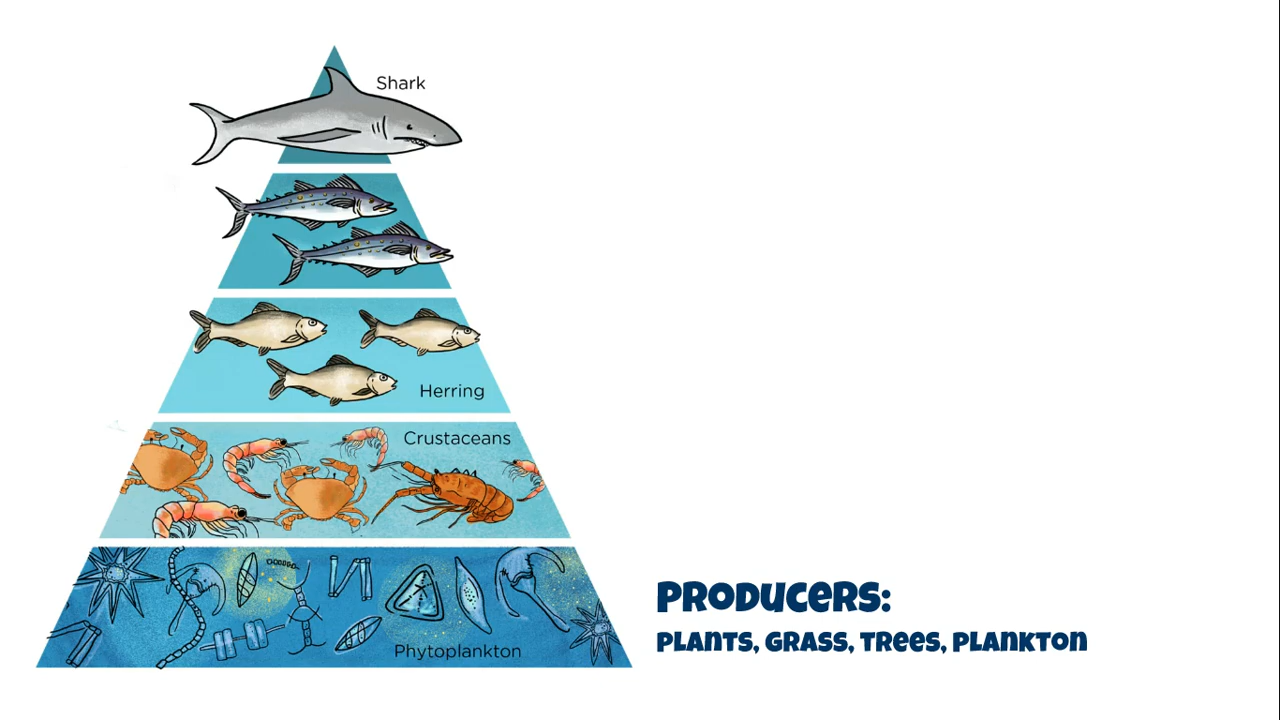 Shark
Herring
Crustaceans
Phytoplankton
Producers:
Plants, Grass, Trees, Plankton